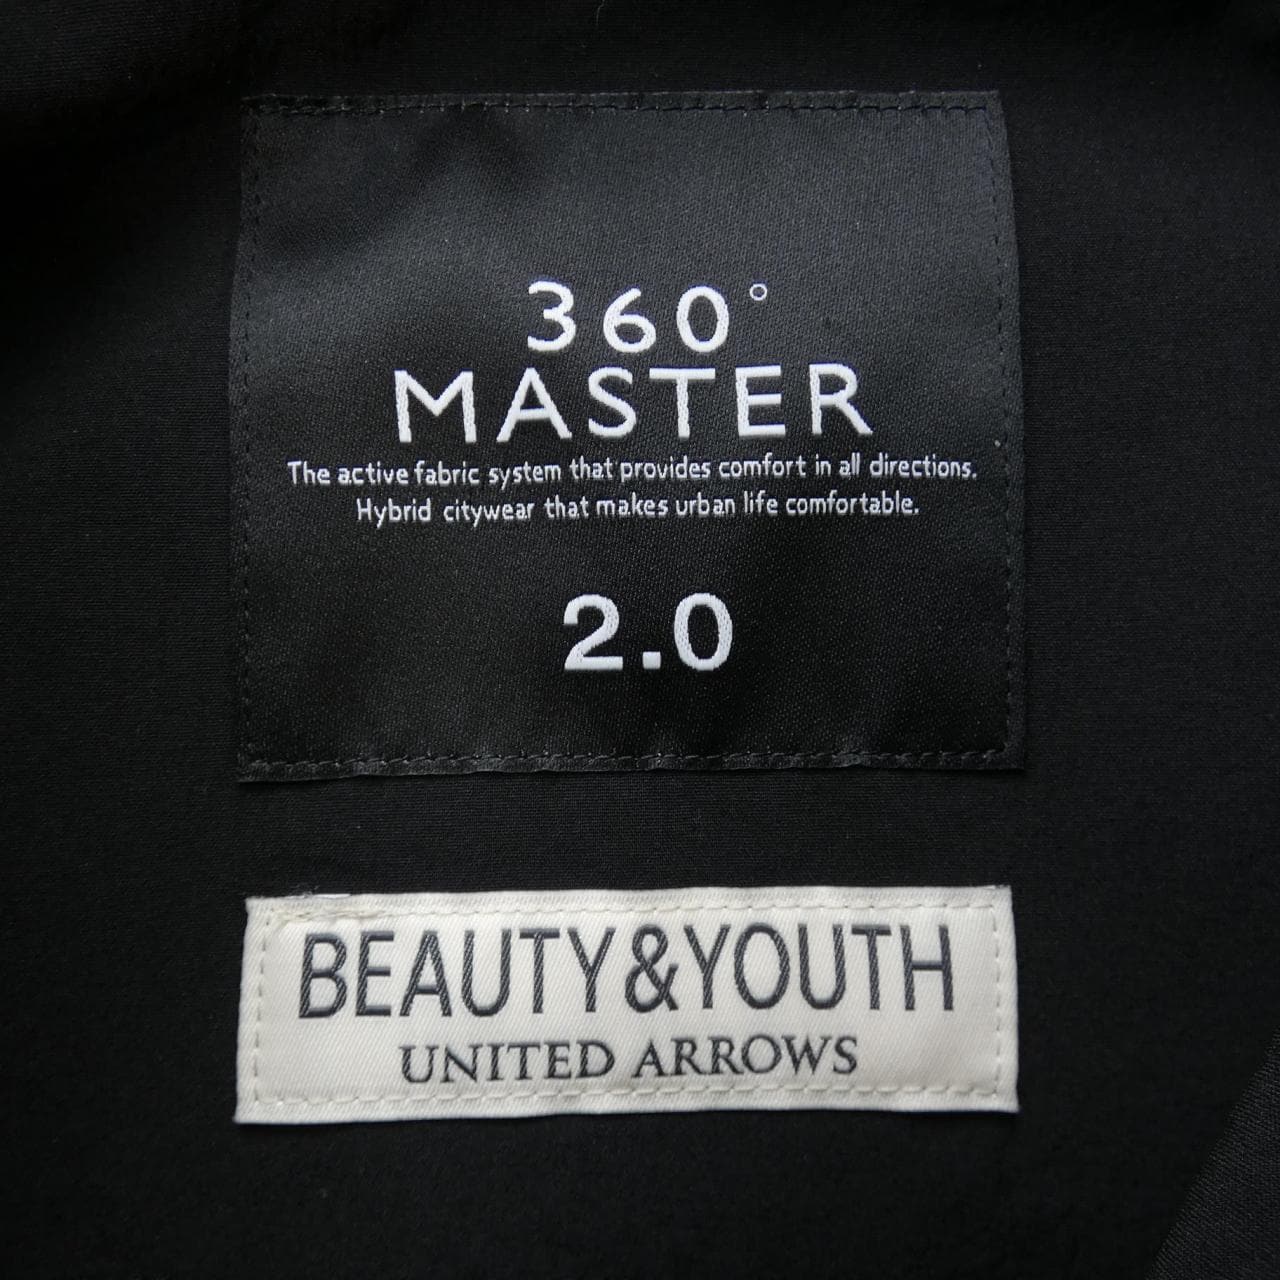 360°
MASTER
The active fabric system that provides comfort in all directions.
Hybrid citywear that makes urban life comfortable.
2.0
BEAUTY&YOUTH
UNITED ARROWS